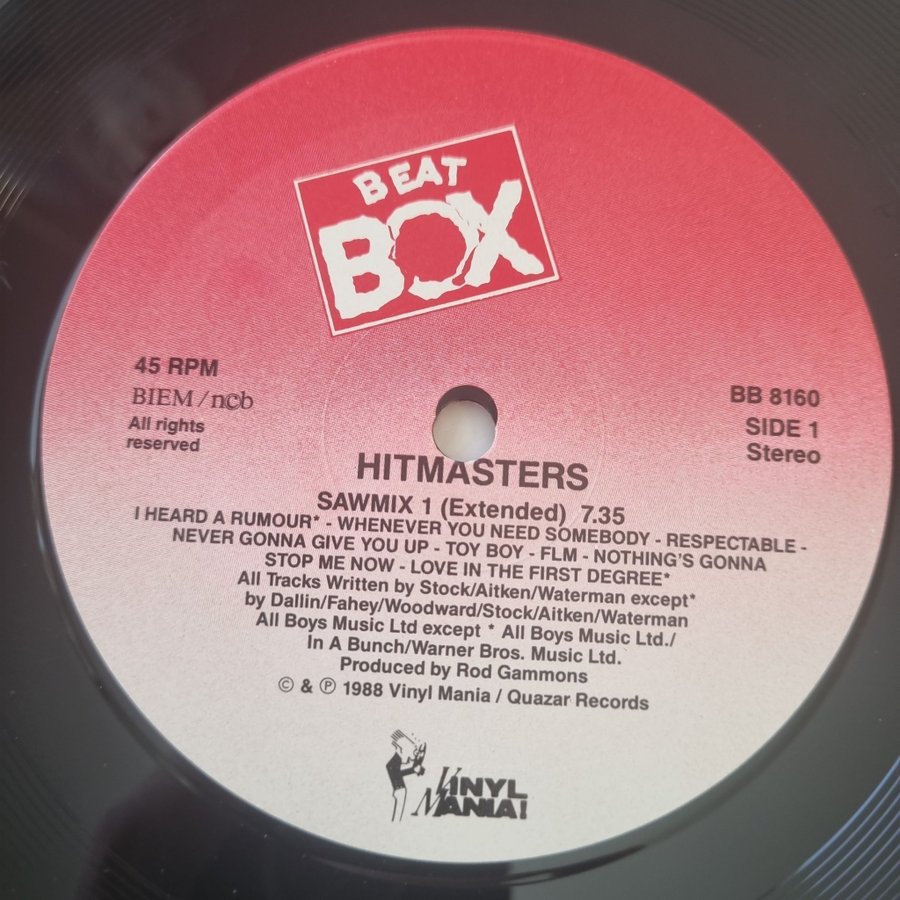 BEAT
BOX
45 RPM
BIEM / ncb
All rights
reserved
BB 8160
SIDE 1
Stereo
HITMASTERS
SAWMIX 1 (Extended) 7.35
I HEARD A RUMOUR* - WHENEVER YOU NEED SOMEBODY - RESPECTABLE -
NEVER GONNA GIVE YOU UP - TOY BOY - FLM - NOTHING'S GONNA
STOP ME NOW - LOVE IN THE FIRST DEGREE*
All Tracks Written by Stock/Aitken/Waterman except*
by Dallin/Fahey/Woodward/Stock/Aitken/Waterman
All Boys Music Ltd except * All Boys Music Ltd./
In A Bunch/Warner Bros. Music Ltd.
Produced by Rod Gammons
© & ℗ 1988 Vinyl Mania / Quazar Records
VINYL
MANIA!